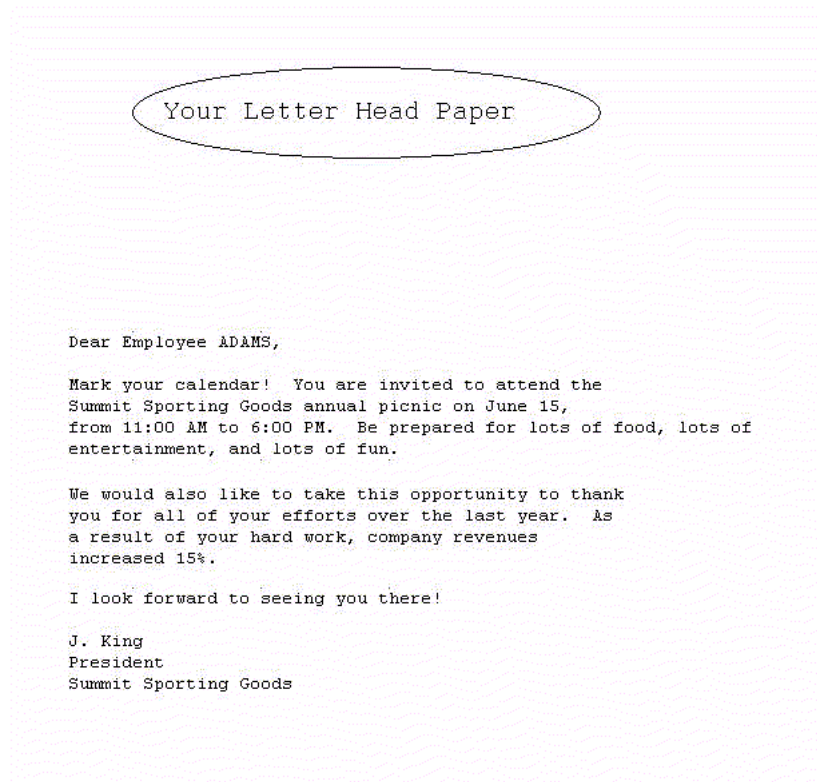 Your Letter Head Paper
Dear Employee ADAMS,
Mark your calendar!  You are invited to attend the
Summit Sporting Goods annual picnic on June 15,
from 11:00 AM to 6:00 PM.  Be prepared for lots of food, lots of
entertainment, and lots of fun.
We would also like to take this opportunity to thank
you for all of your efforts over the last year.  As
a result of your hard work, company revenues
increased 15%.
I look forward to seeing you there!
J. King
President
Summit Sporting Goods